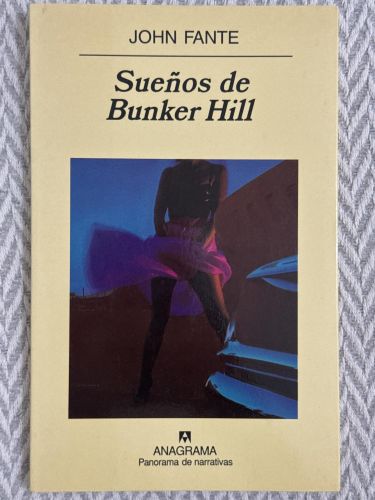 JOHN FANTE
Sueños de
Bunker Hill
ANAGRAMA
Panorama de narrativas